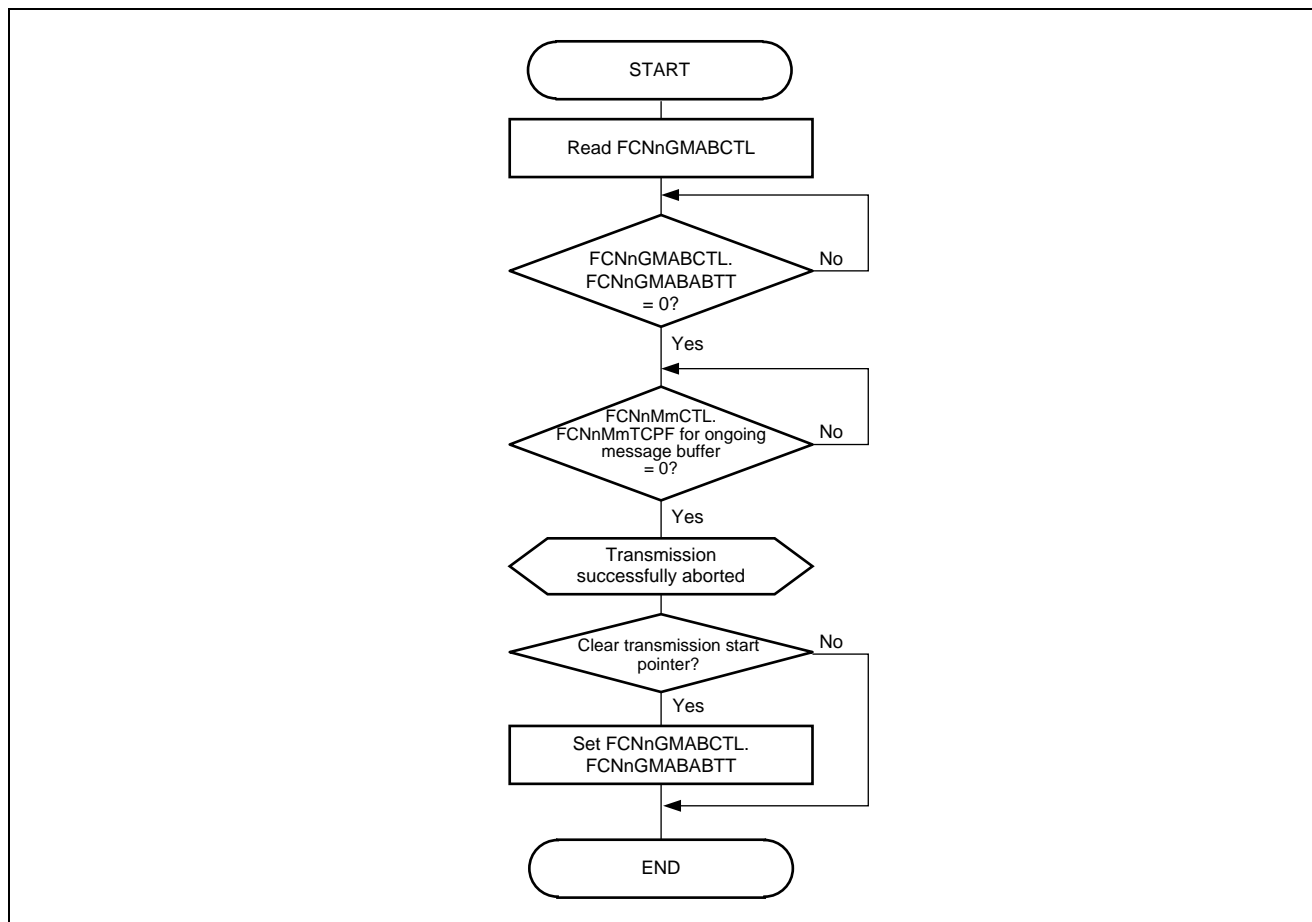 START
Read FCNnGMABCTL
FCNnGMABCTL.
FCNnGMABABTT
= 0?
No
Yes
FCNnMmCTL.
FCNnMmTCPF for ongoing
message buffer
= 0?
No
Yes
Transmission
successfully aborted
Clear transmission start
pointer?
No
Yes
Set FCNnGMABCTL.
FCNnGMABABTT
END